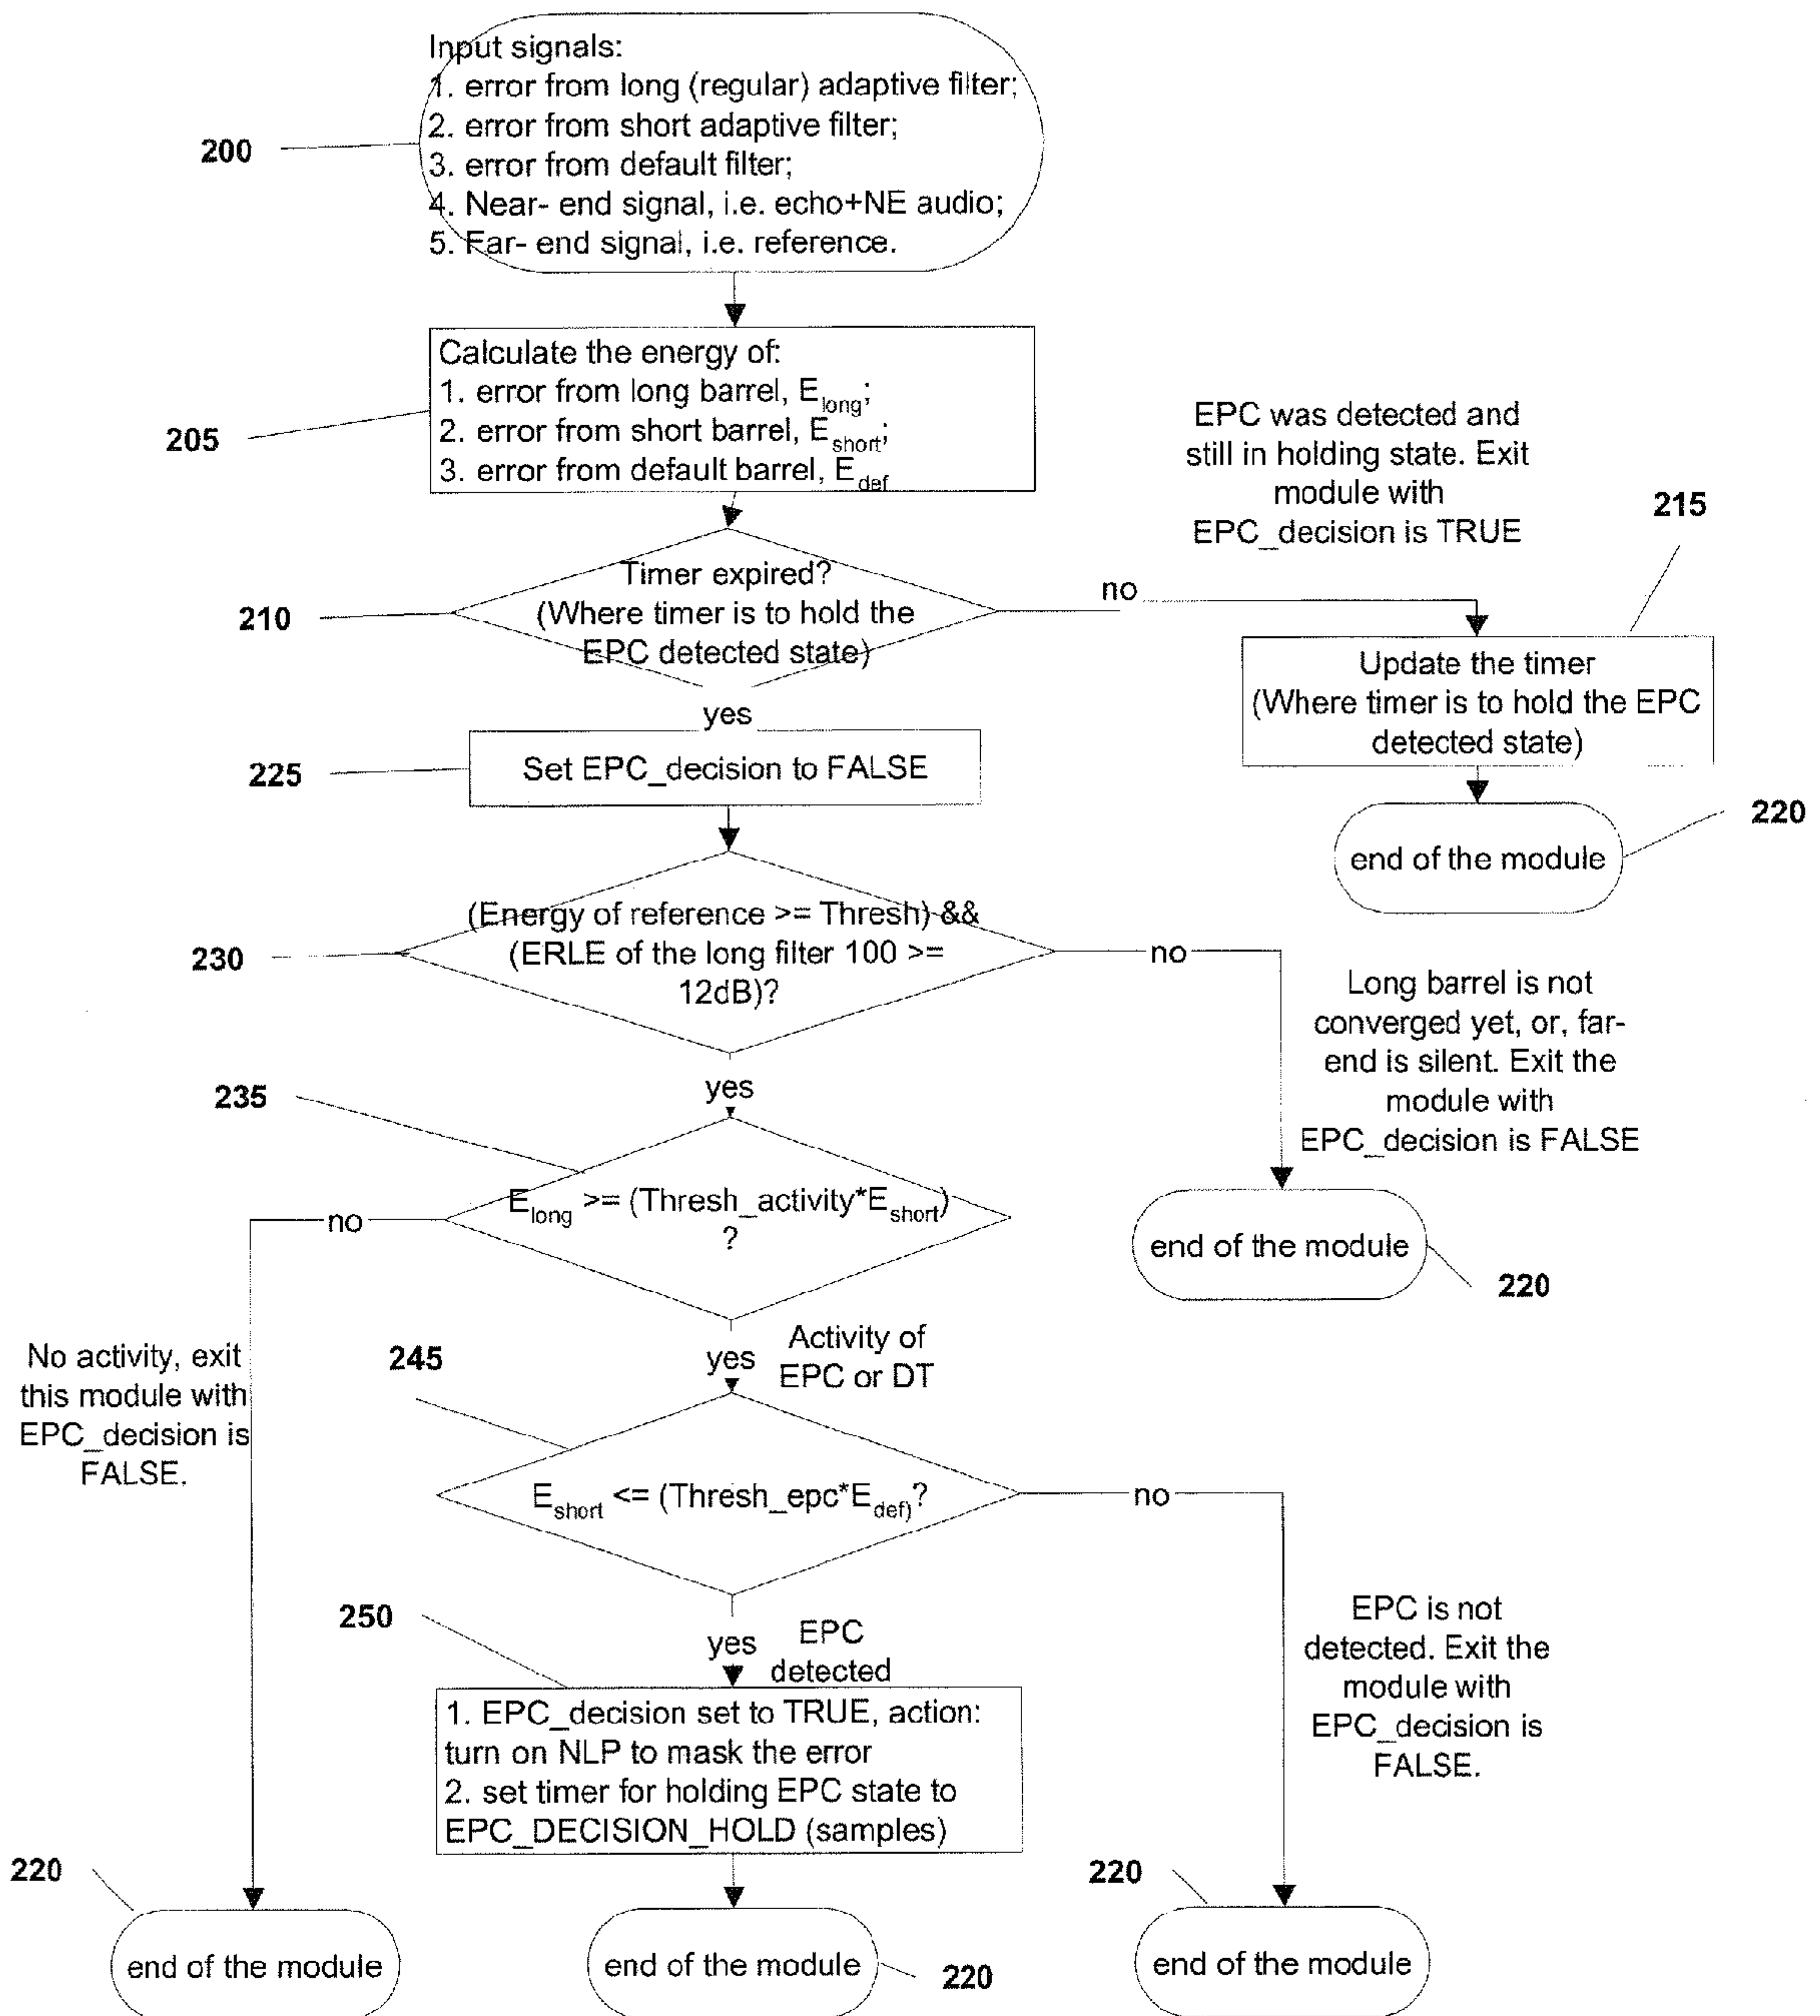 Input signals:
1. error from long (regular) adaptive filter;
2. error from short adaptive filter;
3. error from default filter;
4. Near- end signal, i.e. echo+NE audio;
5. Far- end signal, i.e. reference.
200
Calculate the energy of:
1. error from long barrel, E_long;
2. error from short barrel, E_short;
3. error from default barrel, E_def
205
EPC was detected and
still in holding state. Exit
module with
EPC_decision is TRUE
215
Timer expired?
(Where timer is to hold the
EPC detected state)
210
no
yes
Update the timer
(Where timer is to hold the EPC
detected state)
Set EPC_decision to FALSE
225
end of the module
220
(Energy of reference >= Thresh) &&
(ERLE of the long filter 100 >=
12dB)?
230
no
Long barrel is not
converged yet, or, far-
end is silent. Exit the
module with
EPC_decision is FALSE
yes
235
E_long >= (Thresh_activity*E_short)
?
no
end of the module
220
No activity, exit
this module with
EPC_decision is
FALSE.
245
yes
Activity of
EPC or DT
E_short <= (Thresh_epc*E_def)?
no
250
yes
EPC
detected
EPC is not
detected. Exit the
module with
EPC_decision is
FALSE.
1. EPC_decision set to TRUE, action:
turn on NLP to mask the error
2. set timer for holding EPC state to
EPC_DECISION_HOLD (samples)
220
end of the module
end of the module
220
220
end of the module